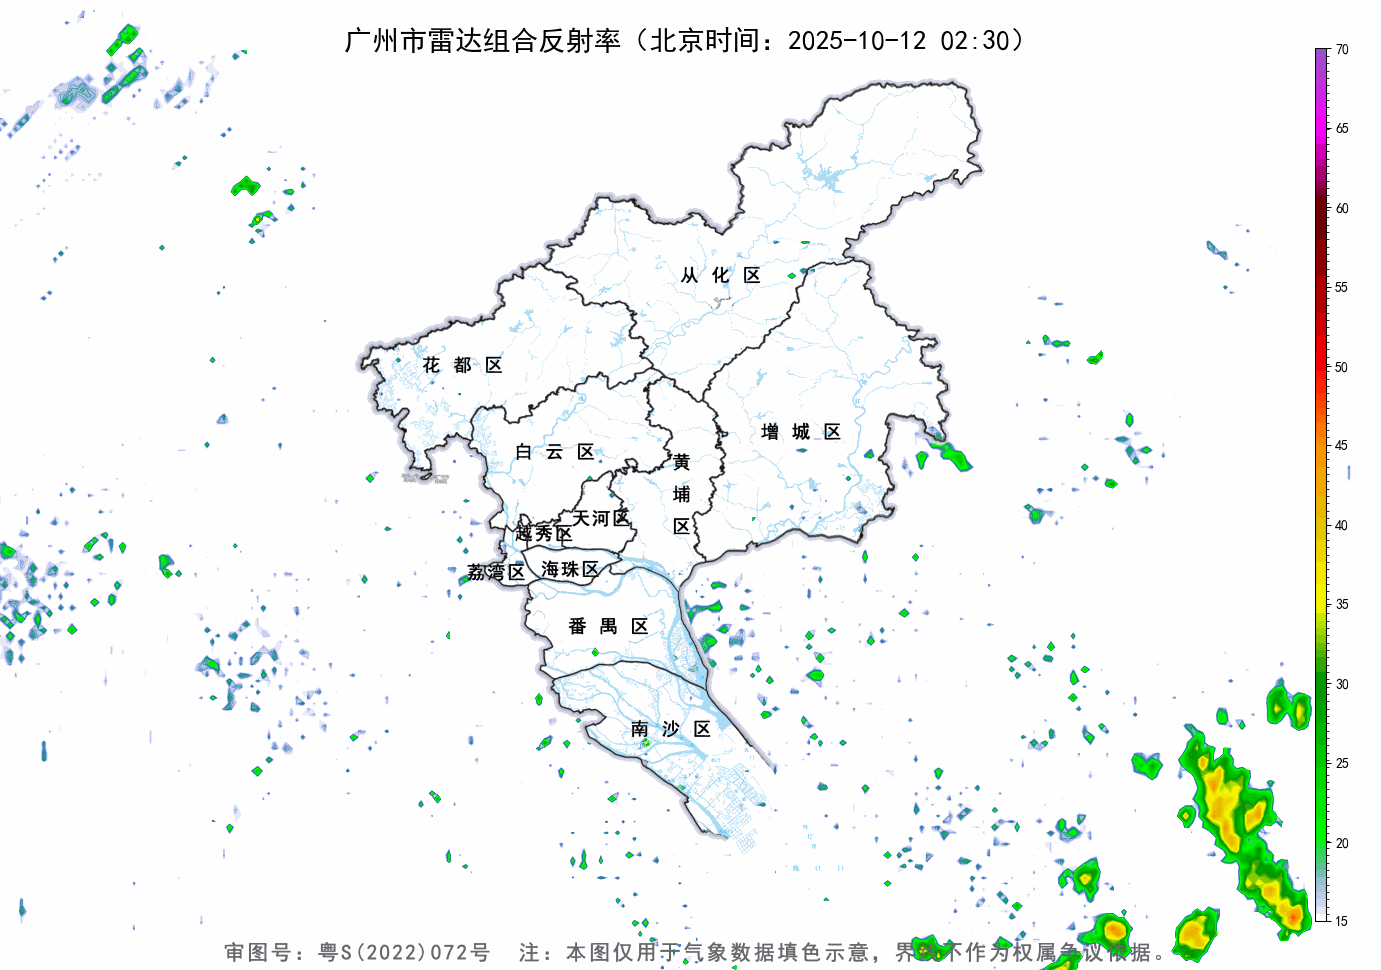 广州市雷达组合反射率（北京时间：2025-10-12 02:30）
70
65
60
55
50
45
40
35
30
25
20
15
从化区
花都区
增城区
白云区
黄埔区
天河区
越秀区
荔湾区
海珠区
番禺区
南沙区
审图号：粤S(2022)072号 注：本图仅用于气象数据填色示意，界线不作为权属争议依据。